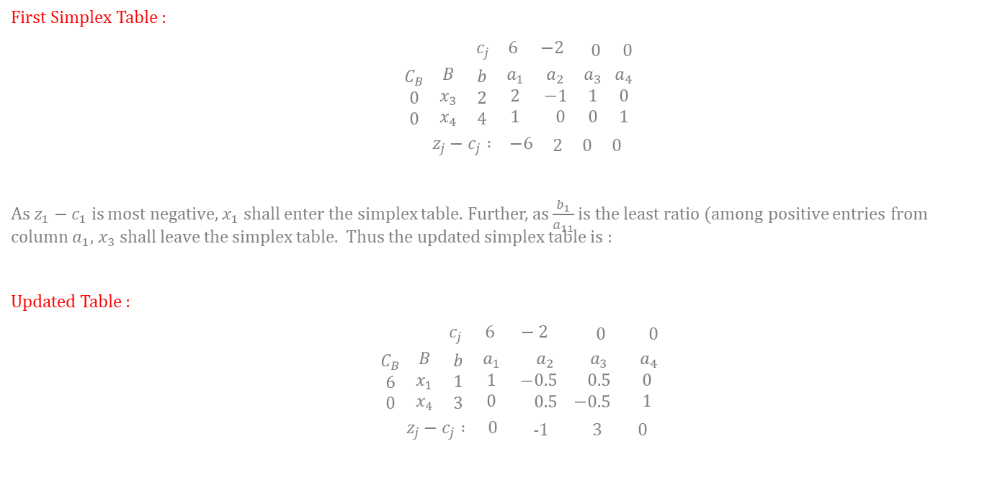 First Simplex Table :
c_j 6 −2 0 0
C_B B b a_1 a_2 a_3 a_4
0 x_3 2 2 −1 1 0
0 x_4 4 1 0 0 1
z_j − c_j : −6 2 0 0
As z_1 − c_1 is most negative, x_1 shall enter the simplex table. Further, as b_1/a_11 is the least ratio (among positive entries from
column a_1, x_3 shall leave the simplex table. Thus the updated simplex table is :
Updated Table :
c_j 6 − 2 0 0
C_B B b a_1 a_2 a_3 a_4
6 x_1 1 1 −0.5 0.5 0
0 x_4 3 0 0.5 −0.5 1
z_j − c_j : 0 -1 3 0